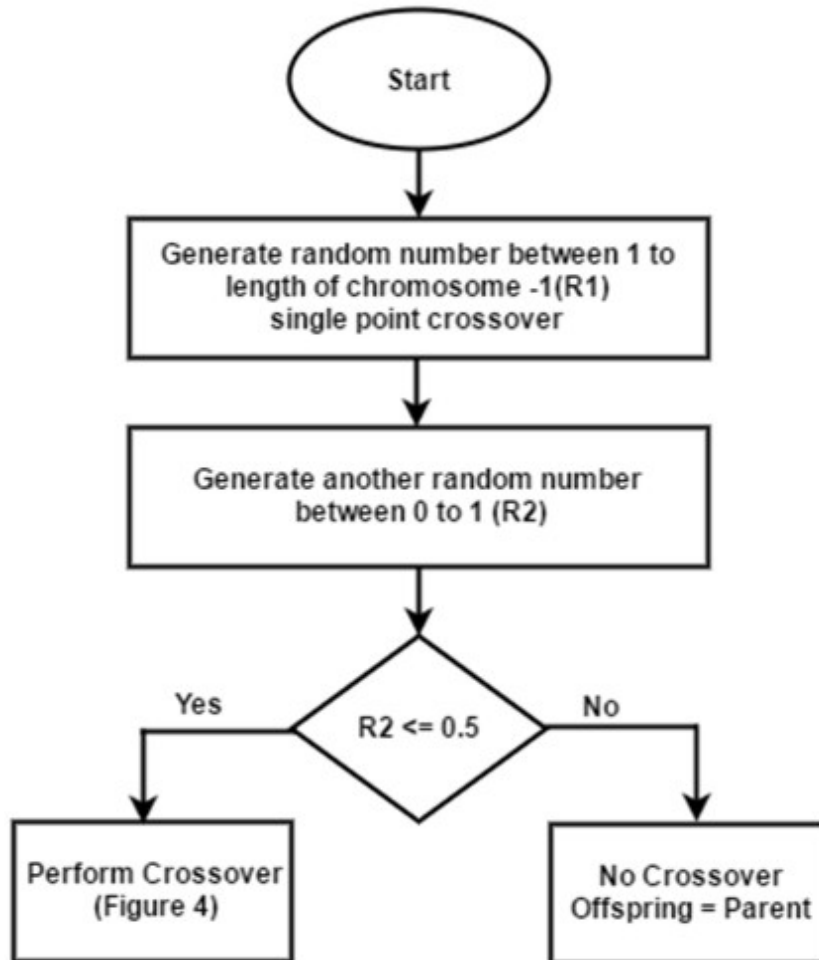 Start
Generate random number between 1 to
length of chromosome -1(R1)
single point crossover
Generate another random number
between 0 to 1 (R2)
Yes
R2 <= 0.5
No
Perform Crossover
(Figure 4)
No Crossover
Offspring = Parent